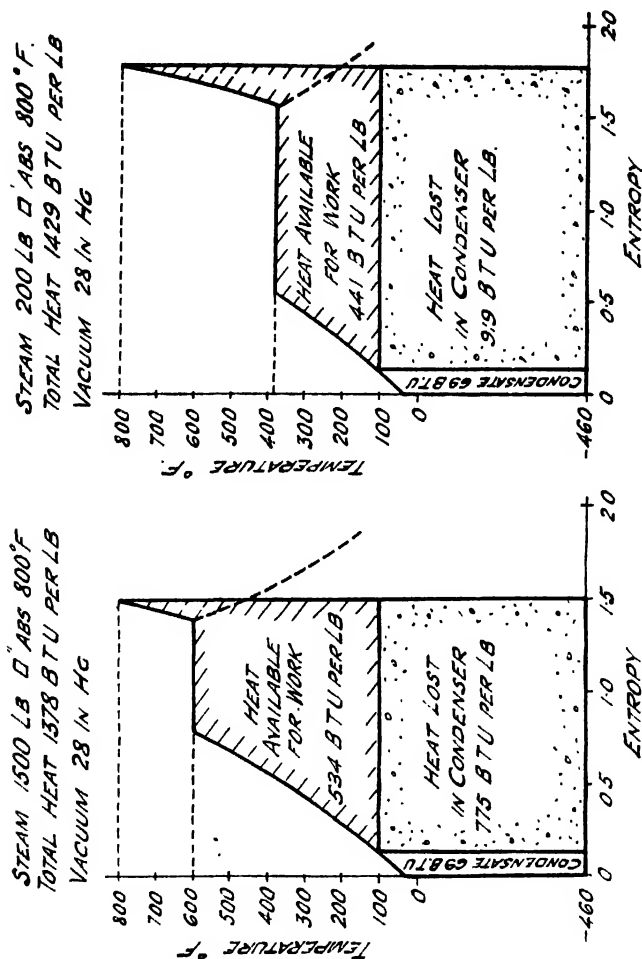 STEAM 1500 LB □" ABS 800°F
TOTAL HEAT 1378 BTU PER LB
VACUUM 28 IN HG
TEMPERATURE °F
800
700
600
500
400
300
200
100
0
-460
HEAT
AVAILABLE
FOR WORK
534 BTU PER LB
CONDENSATE 69 B.T.U
HEAT LOST
IN CONDENSER
775 BTU PER LB
0
0.5
1.0
1.5
2.0
ENTROPY
STEAM 200 LB □" ABS 800°F.
TOTAL HEAT 1429 BTU PER LB
VACUUM 28 IN HG
TEMPERATURE °F.
800
700
600
500
400
300
200
100
0
-460
HEAT AVAILABLE
FOR WORK
441 BTU PER LB
CONDENSATE 69 B.T.U
HEAT LOST
IN CONDENSER
919 BTU PER LB.
0
0.5
1.0
1.5
2.0
ENTROPY